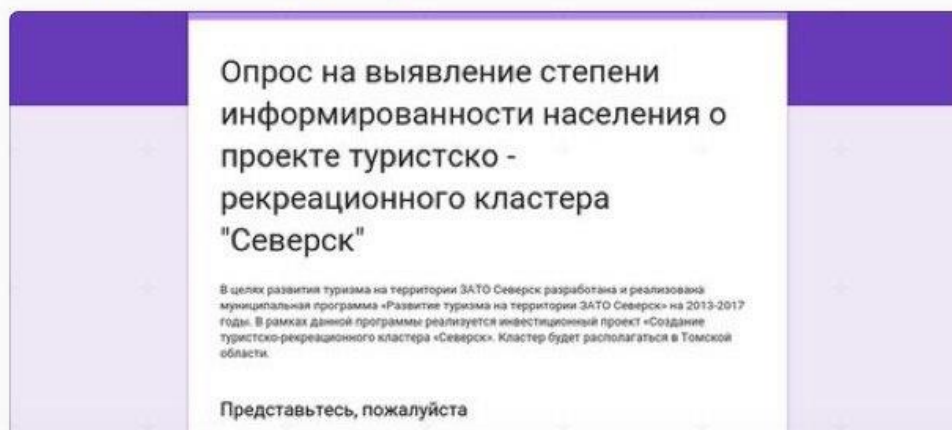 Опрос на выявление степени
информированности населения о
проекте туристско -
рекреационного кластера
"Северск"
В целях развития туризма на территории ЗАТО Северск разработана и реализована
муниципальная программа «Развитие туризма на территории ЗАТО Северск» на 2013-2017
годы. В рамках данной программы реализуется инвестиционный проект «Создание
туристско-рекреационного кластера «Северск». Кластер будет располагаться в Томской
области.
Представьтесь, пожалуйста